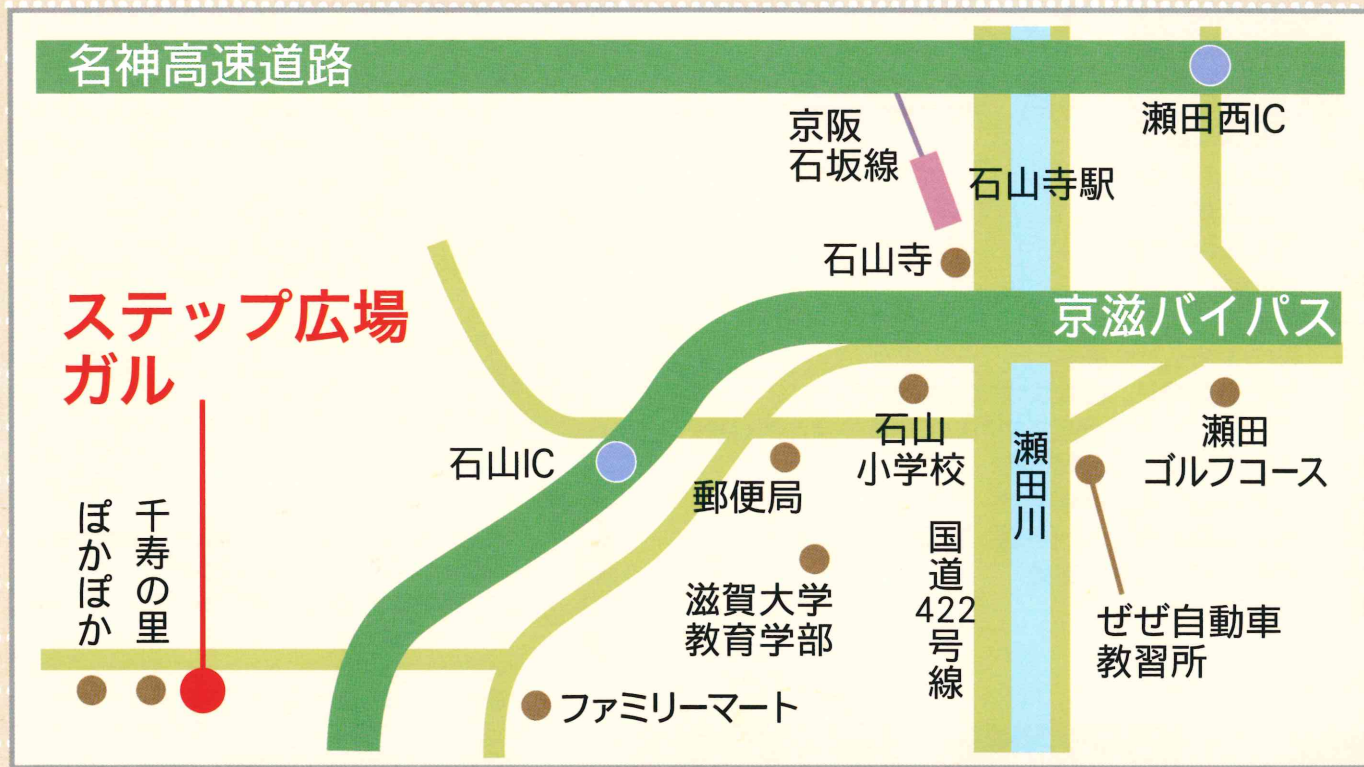 名神高速道路
瀬田西IC
京阪
石坂線
石山寺駅
石山寺
京滋バイパス
ステップ広場
ガル
石山IC
石山
小学校
瀬田
ゴルフコース
瀬田川
郵便局
千寿の里
ぽかぽか
国道422号線
滋賀大学
教育学部
ぜぜ自動車
教習所
ファミリーマート